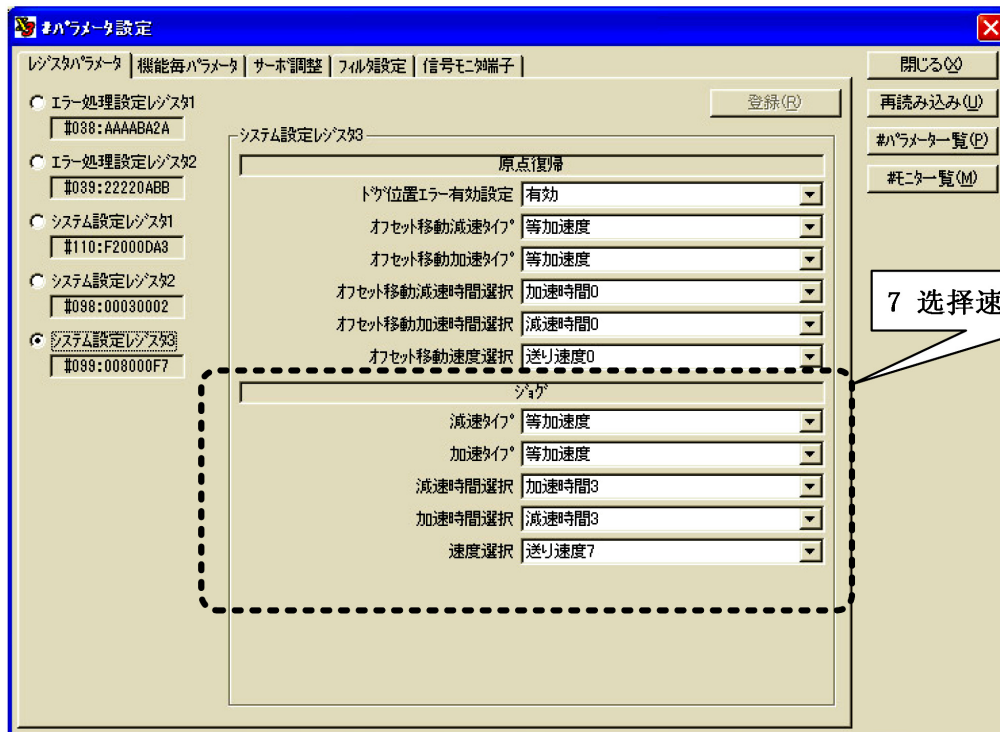 #パラメータ設定
レジスタパラメータ 機能毎パラメータ サーボ調整 フィルタ設定 信号モニタ端子
閉じる(X)
再読み込み(U)
#パラメータ一覧(P)
#モニタ一覧(M)
エラー処理設定レジスタ1
#038:AAAABA2A
エラー処理設定レジスタ2
#039:22220ABB
システム設定レジスタ1
#110:F2000DA3
システム設定レジスタ2
#098:00030002
システム設定レジスタ3
#099:008000F7
登録(R)
システム設定レジスタ3
原点復帰
ドグ位置エラー有効設定 有効
オフセット移動減速タイプ 等加速度
オフセット移動加速タイプ 等加速度
オフセット移動減速時間選択 加速時間0
オフセット移動加速時間選択 減速時間0
オフセット移動速度選択 送り速度0
ジョグ
減速タイプ 等加速度
加速タイプ 等加速度
減速時間選択 加速時間3
加速時間選択 減速時間3
速度選択 送り速度7
7 选择速